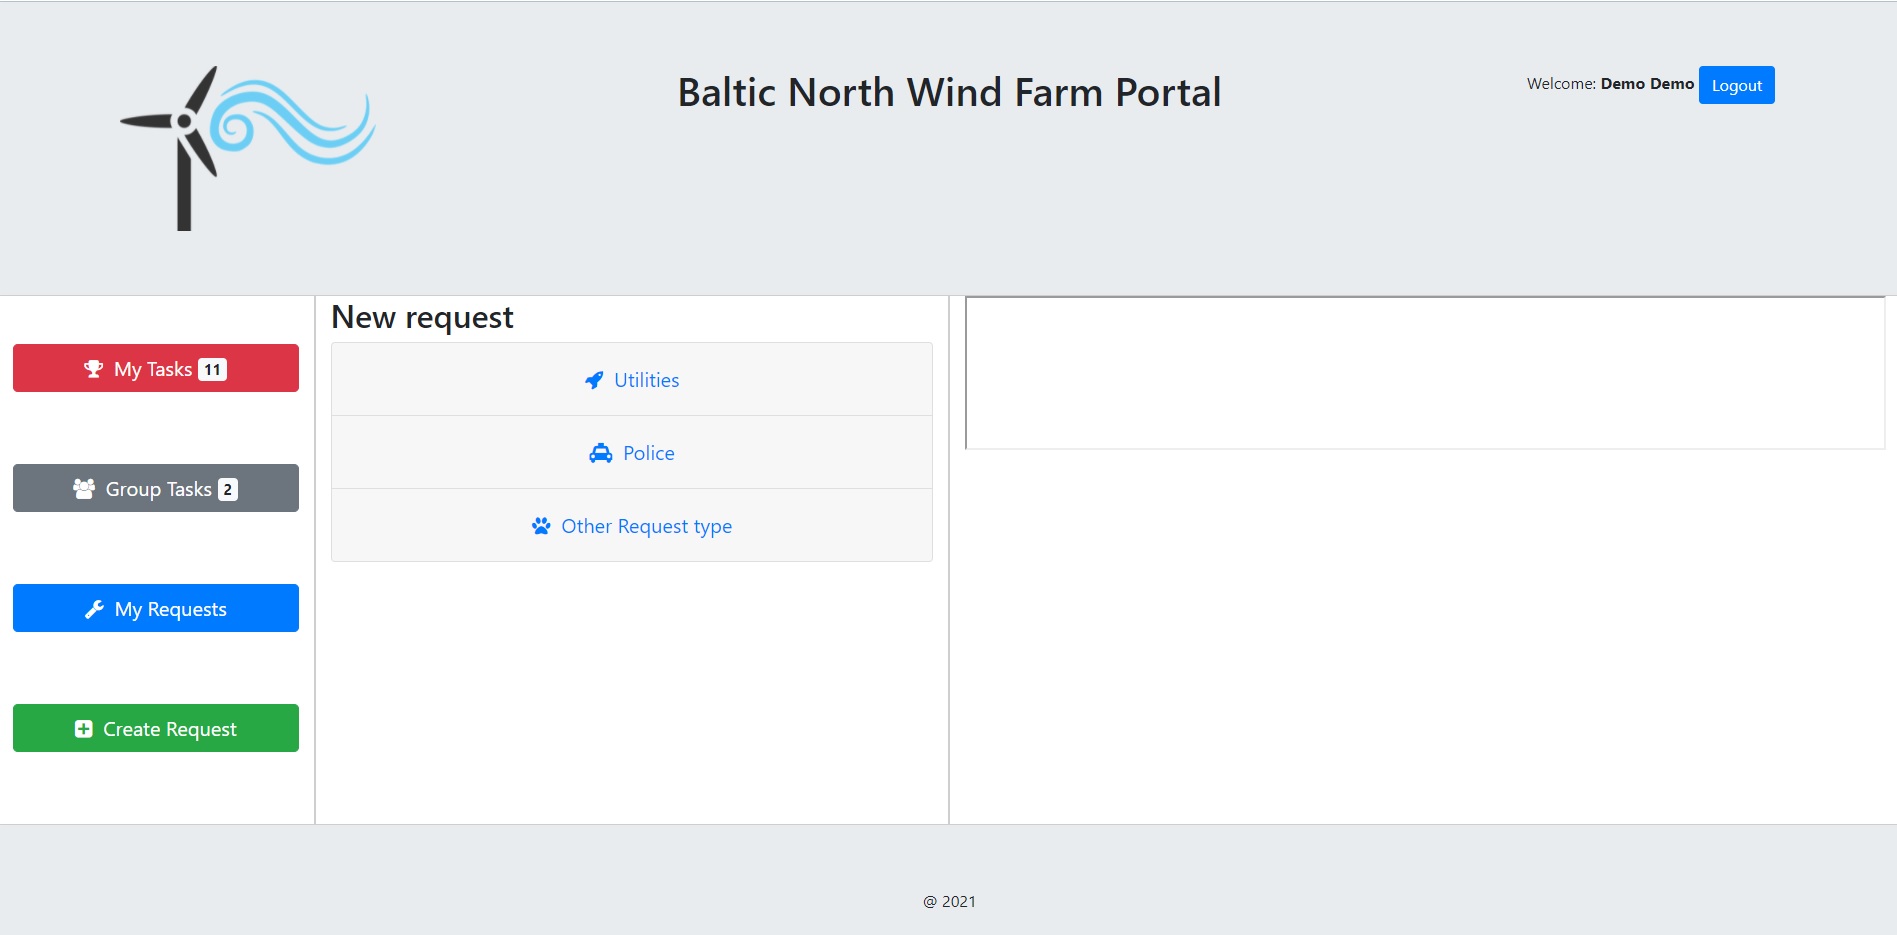 Baltic North Wind Farm Portal
Welcome: Demo Demo Logout
My Tasks 11
Group Tasks 2
My Requests
Create Request
New request
Utilities
Police
Other Request type
@ 2021